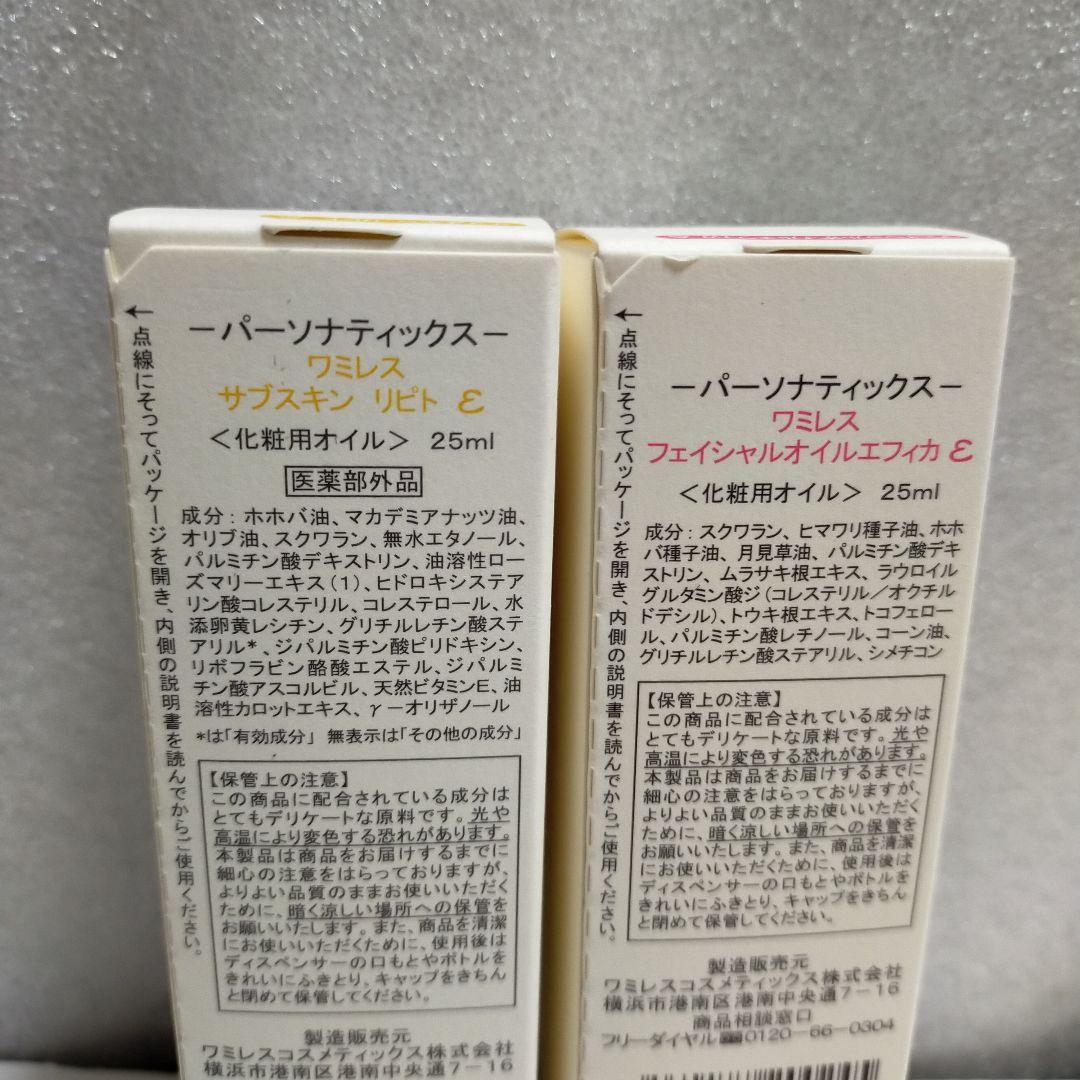 ←点線にそってパッケージを開き、内側の説明書を読んでからご使用ください。
−パーソナティックス−
ワミレス
サブスキン リピト ε
＜化粧用オイル＞ 25ml
医薬部外品
成分：ホホバ油、マカデミアナッツ油、
オリブ油、スクワラン、無水エタノール、
パルミチン酸デキストリン、油溶性ロー
ズマリーエキス(1)、ヒドロキシステア
リン酸コレステリル、コレステロール、水
添卵黄レシチン、グリチルレチン酸ステ
アリル*、ジパルミチン酸ピリドキシン、
リボフラビン酪酸エステル、ジパルミ
チン酸アスコルビル、天然ビタミンE、油
溶性カロットエキス、γ−オリザノール
*は「有効成分」 無表示は「その他の成分」
【保管上の注意】
この商品に配合されている成分は
とてもデリケートな原料です。光や
高温により変色する恐れがあります。
本製品は商品をお届けするまでに
細心の注意をはらっておりますが、
よりよい品質のままお使いいただく
ために、暗く涼しい場所への保管を
お願いいたします。また、商品を清潔
にお使いいただくために、使用後は
ディスペンサーの口もとやボトルを
きれいにふきとり、キャップをきちん
と閉めて保管してください。
製造販売元
ワミレスコスメティックス株式会社
横浜市港南区港南中央通7−16
←点線にそってパッケージを開き、内側の説明書を読んでからご使用ください。
−パーソナティックス−
ワミレス
フェイシャルオイルエフィカ ε
＜化粧用オイル＞ 25ml
成分：スクワラン、ヒマワリ種子油、ホホ
バ種子油、月見草油、パルミチン酸デキ
ストリン、ムラサキ根エキス、ラウロイル
グルタミン酸ジ（コレステリル／オクチル
ドデシル）、トウキ根エキス、トコフェロー
ル、パルミチン酸レチノール、コーン油、
グリチルレチン酸ステアリル、シメチコン
【保管上の注意】
この商品に配合されている成分は
とてもデリケートな原料です。光や
高温により変色する恐れがあります。
本製品は商品をお届けするまでに
細心の注意をはらっておりますが、
よりよい品質のままお使いいただく
ために、暗く涼しい場所への保管を
お願いいたします。また、商品を清潔
にお使いいただくために、使用後は
ディスペンサーの口もとやボトルを
きれいにふきとり、キャップをきちん
と閉めて保管してください。
製造販売元
ワミレスコスメティックス株式会社
横浜市港南区港南中央通7−16
商品相談窓口
フリーダイヤル 0120−66−0304